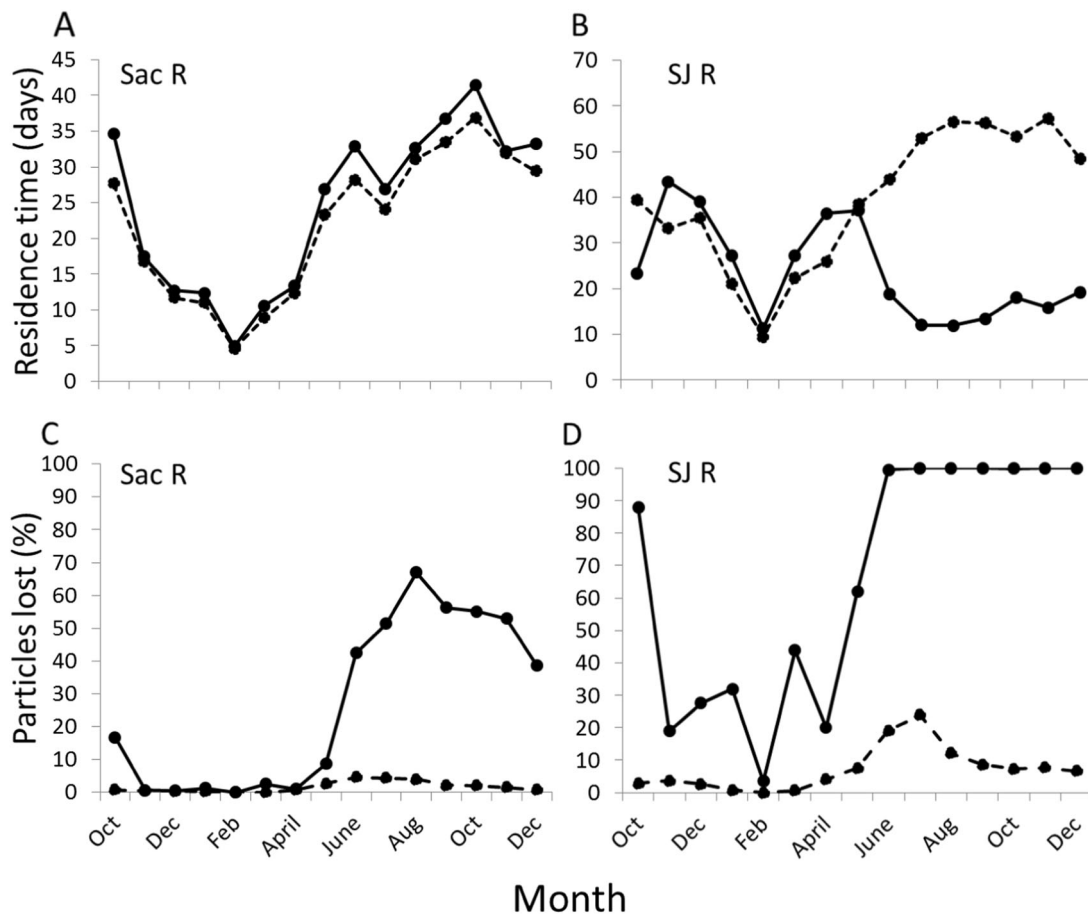 A
Sac R
Residence time (days)
45
40
35
30
25
20
15
10
5
0
B
SJ R
70
60
50
40
30
20
10
0
C
Sac R
Particles lost (%)
100
90
80
70
60
50
40
30
20
10
0
Oct
Dec
Feb
April
June
Aug
Oct
Dec
D
SJ R
100
90
80
70
60
50
40
30
20
10
0
Oct
Dec
Feb
April
June
Aug
Oct
Dec
Month